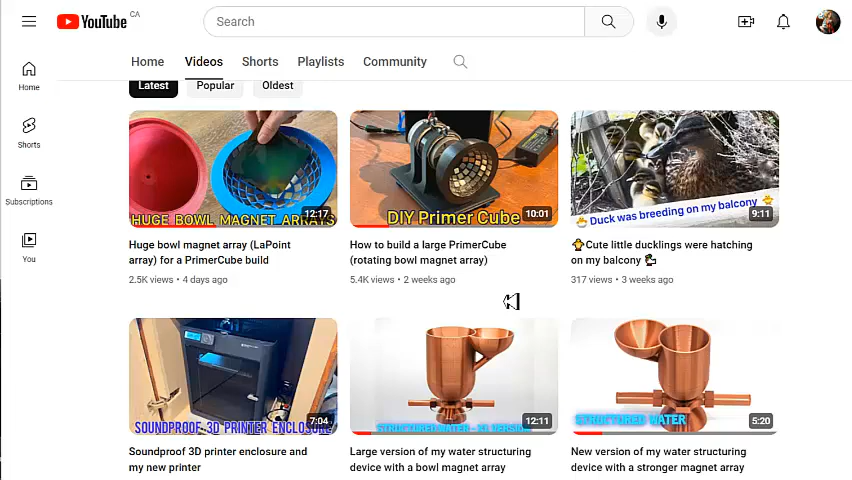 YouTube CA
Search
Home Videos Shorts Playlists Community
Latest Popular Oldest
Home
Shorts
Subscriptions
You
HUGE BOWL MAGNET ARRAYS
12:17
DIY Primer Cube
10:01
Duck was breeding on my balcony
9:11
Huge bowl magnet array (LaPoint
array) for a PrimerCube build
2.5K views • 4 days ago
How to build a large PrimerCube
(rotating bowl magnet array)
5.4K views • 2 weeks ago
🐥Cute little ducklings were hatching
on my balcony 🦆
317 views • 3 weeks ago
SOUNDPROOF 3D PRINTER ENCLOSURE
7:04
STRUCTURED WATER - XL VERSION
12:11
STRUCTURED WATER
5:20
Soundproof 3D printer enclosure and
my new printer
Large version of my water structuring
device with a bowl magnet array
New version of my water structuring
device with a stronger magnet array